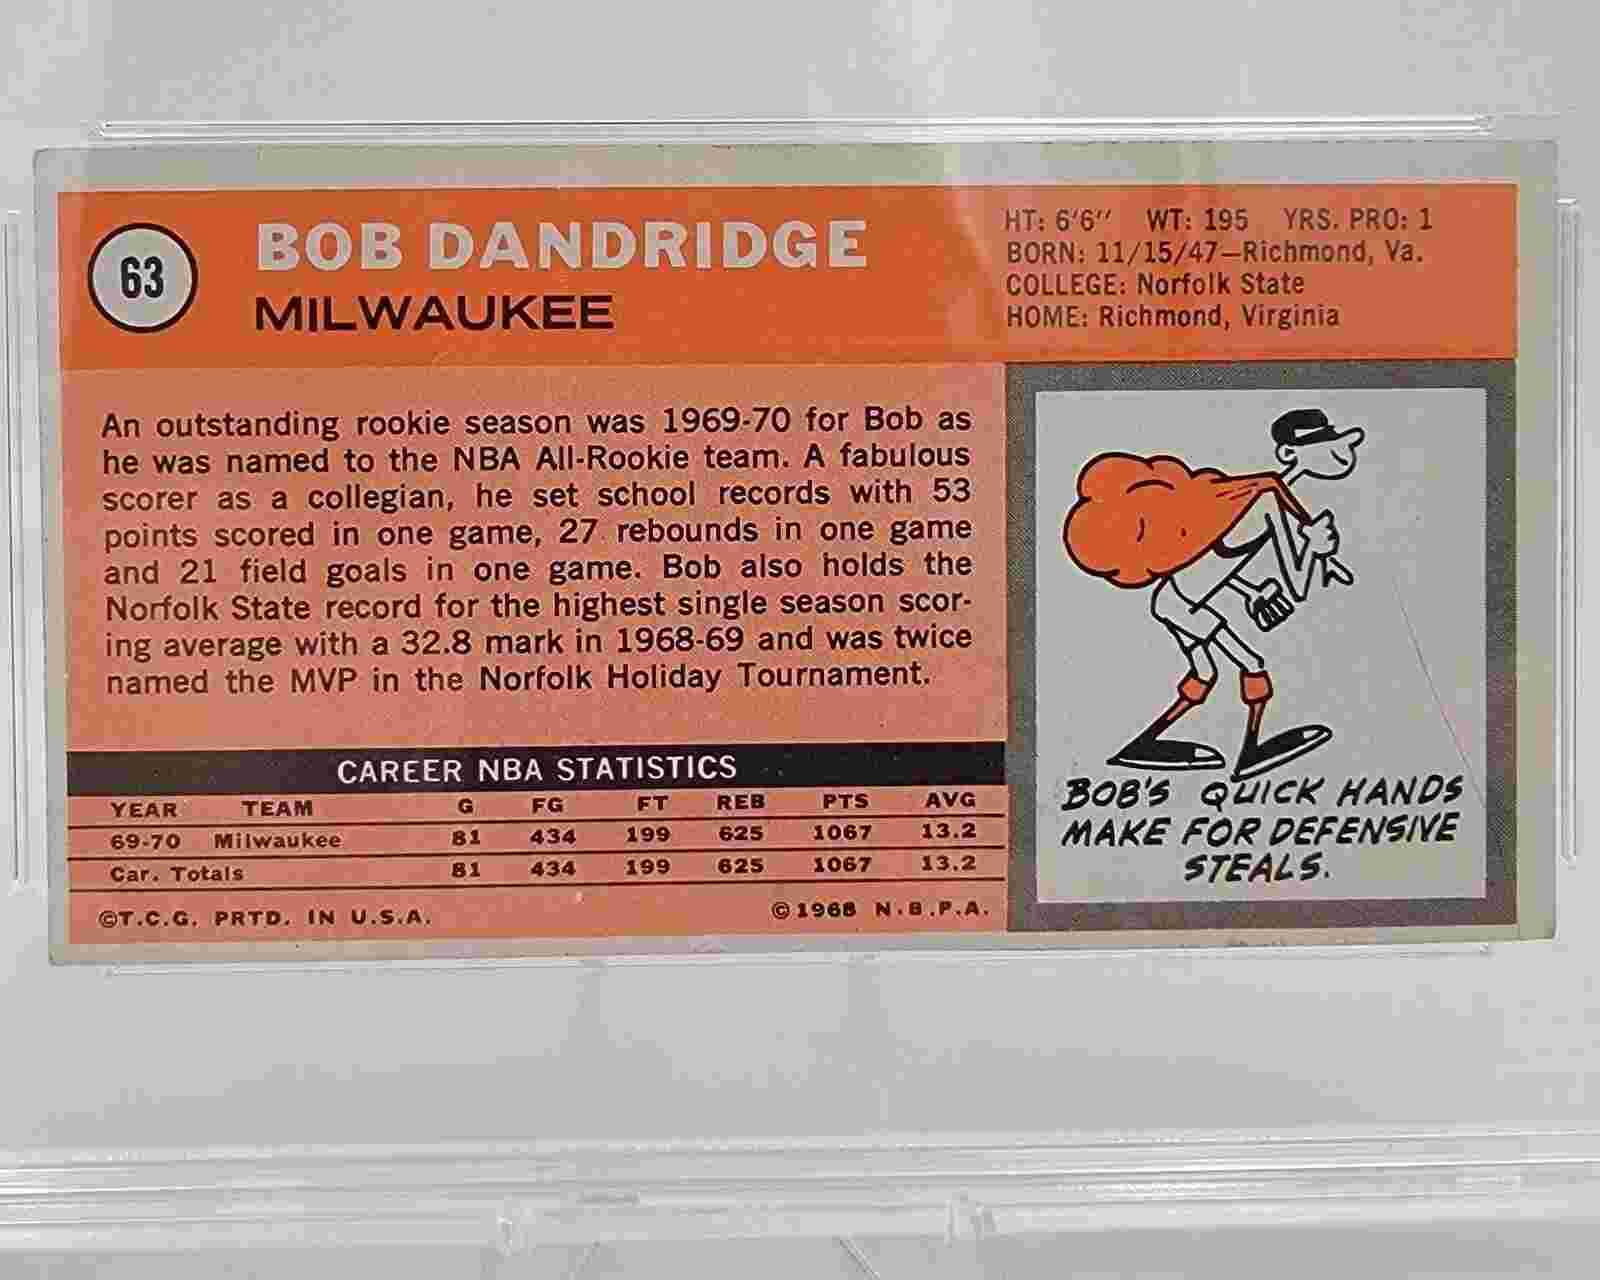 63
BOB DANDRIDGE
MILWAUKEE
HT: 6'6" WT: 195 YRS. PRO: 1
BORN: 11/15/47—Richmond, Va.
COLLEGE: Norfolk State
HOME: Richmond, Virginia
An outstanding rookie season was 1969-70 for Bob as
he was named to the NBA All-Rookie team. A fabulous
scorer as a collegian, he set school records with 53
points scored in one game, 27 rebounds in one game
and 21 field goals in one game. Bob also holds the
Norfolk State record for the highest single season scor-
ing average with a 32.8 mark in 1968-69 and was twice
named the MVP in the Norfolk Holiday Tournament.
CAREER NBA STATISTICS
YEAR TEAM G FG FT REB PTS AVG
69-70 Milwaukee 81 434 199 625 1067 13.2
Car. Totals 81 434 199 625 1067 13.2
©T.C.G. PRTD. IN U.S.A. ©1968 N.B.P.A.
BOB'S QUICK HANDS
MAKE FOR DEFENSIVE
STEALS.